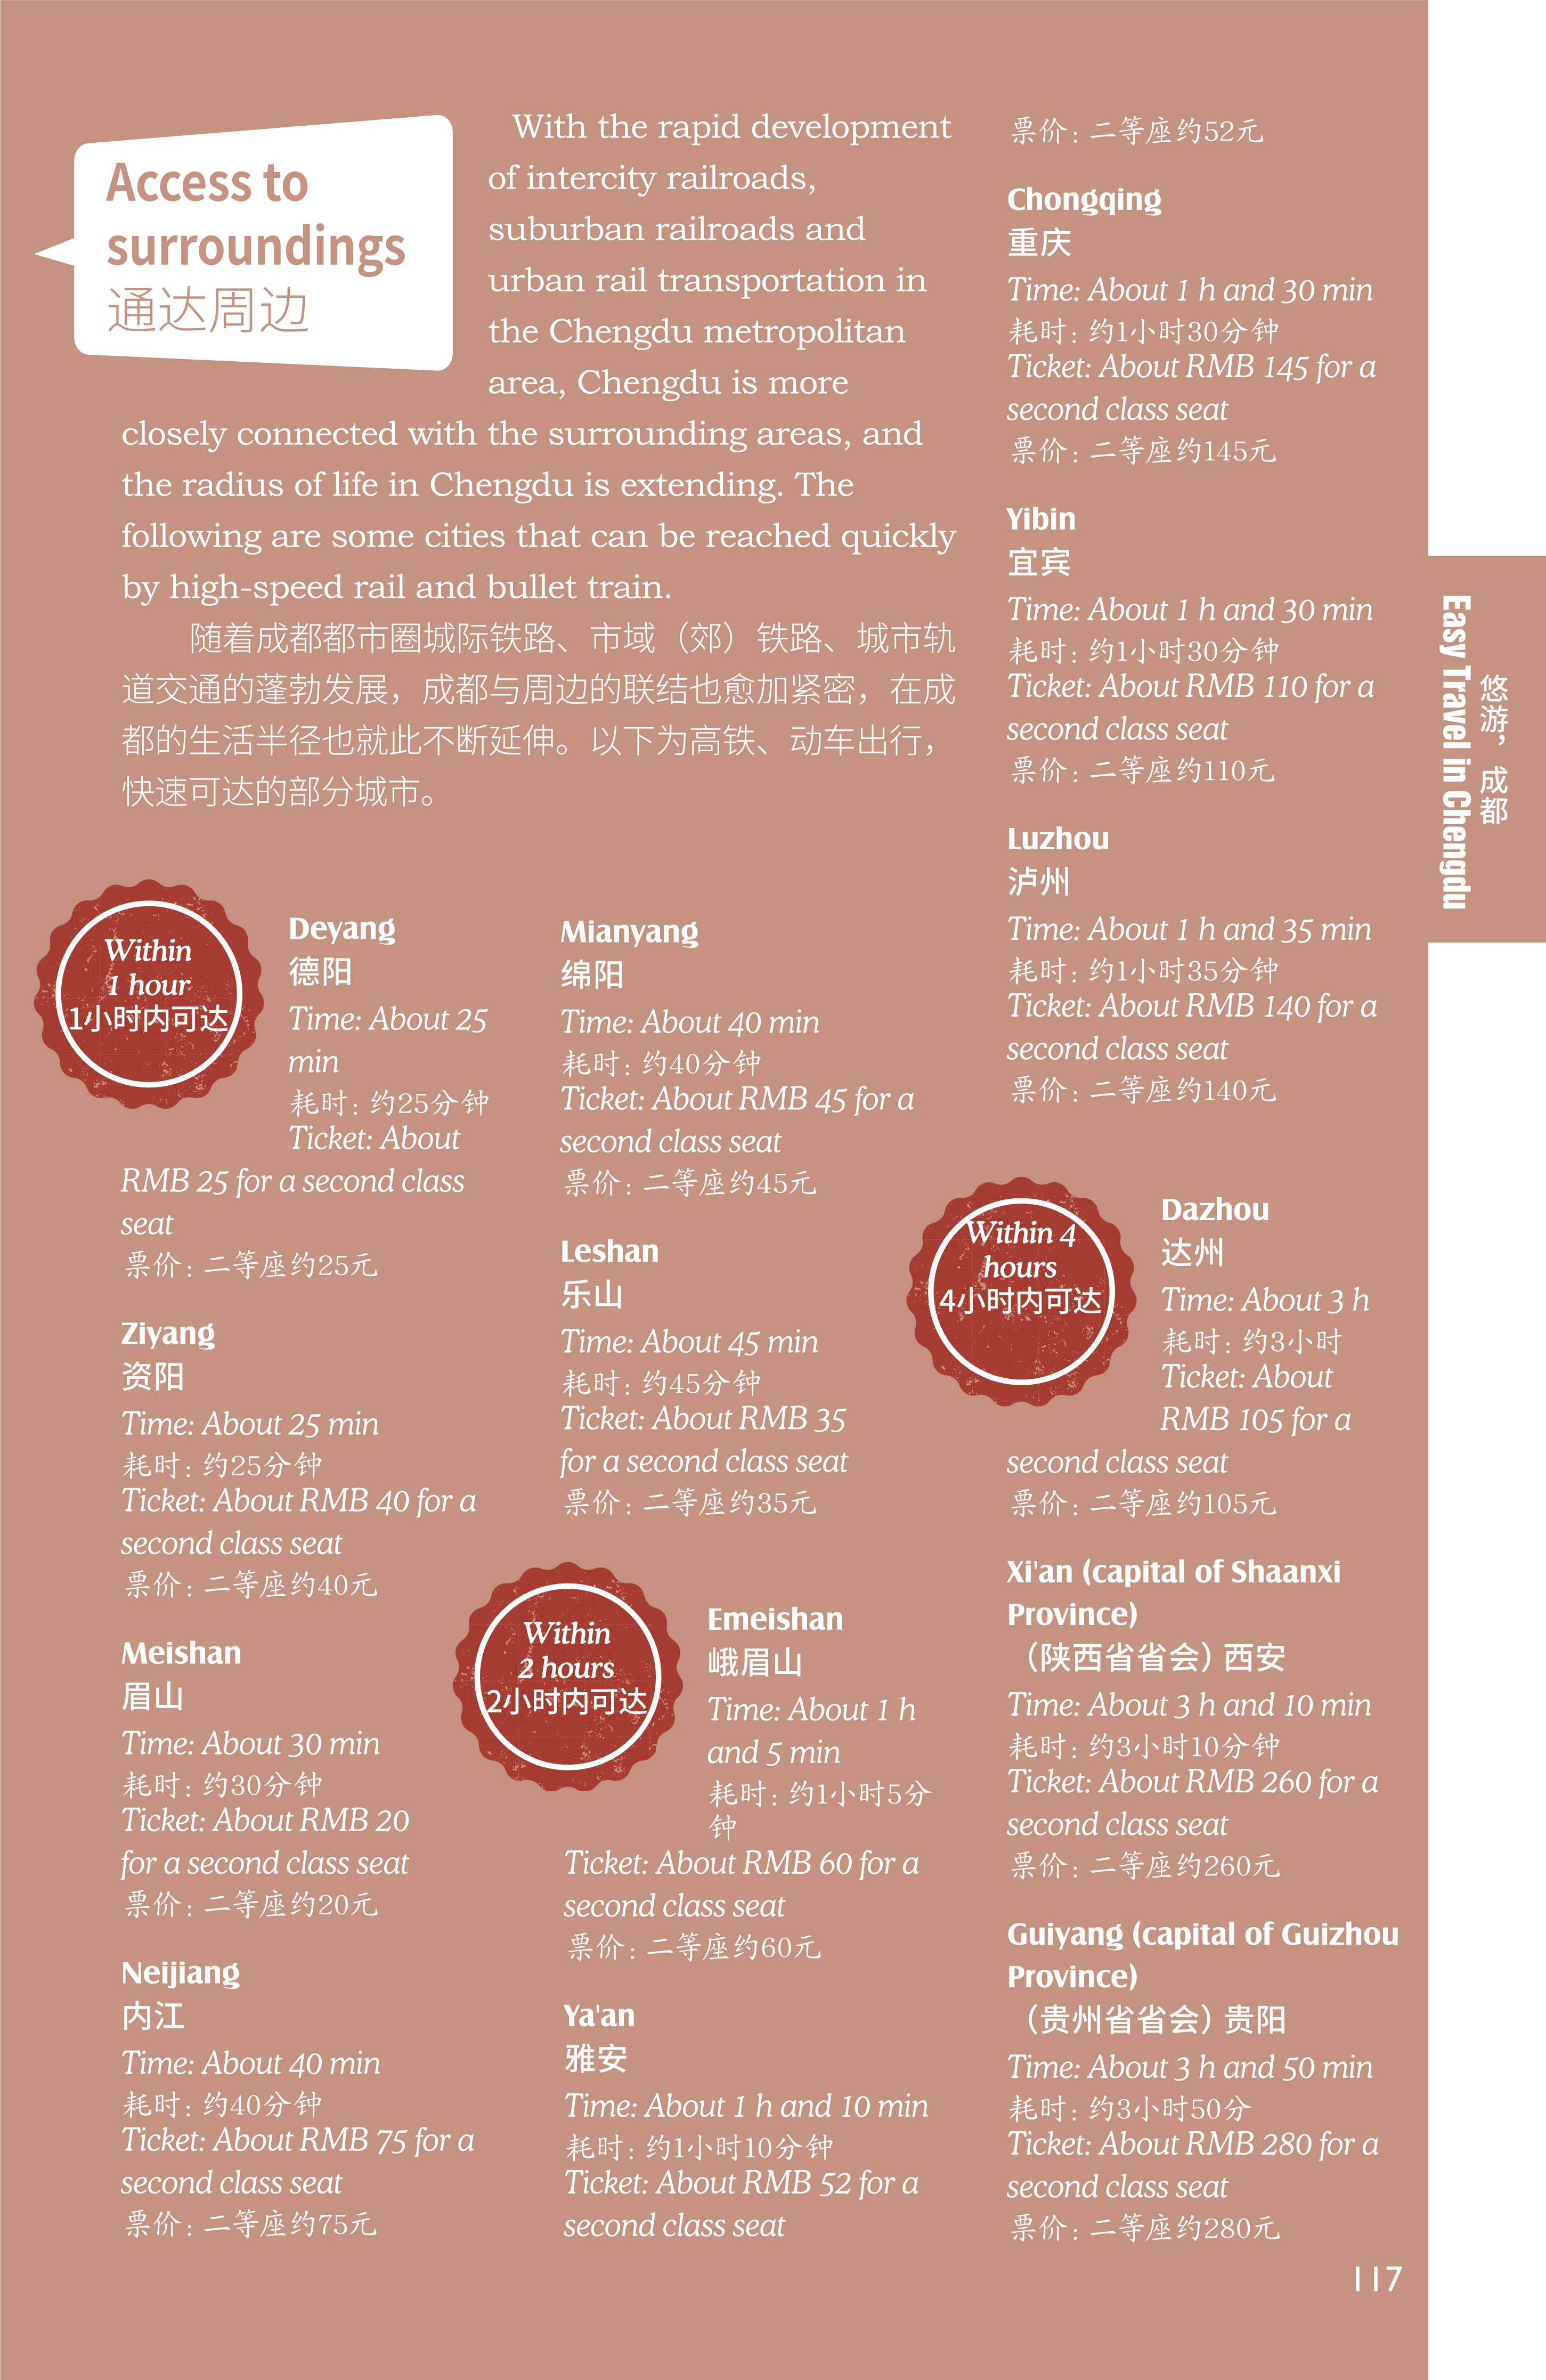 Access to
surroundings
通达周边
With the rapid development
of intercity railroads,
suburban railroads and
urban rail transportation in
the Chengdu metropolitan
area, Chengdu is more
closely connected with the surrounding areas, and
the radius of life in Chengdu is extending. The
following are some cities that can be reached quickly
by high-speed rail and bullet train.
随着成都都市圈城际铁路、市域（郊）铁路、城市轨
道交通的蓬勃发展，成都与周边的联结也愈加紧密，在成
都的生活半径也就此不断延伸。以下为高铁、动车出行，
快速可达的部分城市。
Within
1 hour
1小时内可达
Deyang
德阳
Time: About 25
min
耗时：约25分钟
Ticket: About
RMB 25 for a second class
seat
票价：二等座约25元
Ziyang
资阳
Time: About 25 min
耗时：约25分钟
Ticket: About RMB 40 for a
second class seat
票价：二等座约40元
Meishan
眉山
Time: About 30 min
耗时：约30分钟
Ticket: About RMB 20
for a second class seat
票价：二等座约20元
Neijiang
内江
Time: About 40 min
耗时：约40分钟
Ticket: About RMB 75 for a
second class seat
票价：二等座约75元
Mianyang
绵阳
Time: About 40 min
耗时：约40分钟
Ticket: About RMB 45 for a
second class seat
票价：二等座约45元
Leshan
乐山
Time: About 45 min
耗时：约45分钟
Ticket: About RMB 35
for a second class seat
票价：二等座约35元
Within
2 hours
2小时内可达
Emeishan
峨眉山
Time: About 1 h
and 5 min
耗时：约1小时5分
钟
Ticket: About RMB 60 for a
second class seat
票价：二等座约60元
Ya'an
雅安
Time: About 1 h and 10 min
耗时：约1小时10分钟
Ticket: About RMB 52 for a
second class seat
票价：二等座约52元
Chongqing
重庆
Time: About 1 h and 30 min
耗时：约1小时30分钟
Ticket: About RMB 145 for a
second class seat
票价：二等座约145元
Yibin
宜宾
Time: About 1 h and 30 min
耗时：约1小时30分钟
Ticket: About RMB 110 for a
second class seat
票价：二等座约110元
Luzhou
泸州
Time: About 1 h and 35 min
耗时：约1小时35分钟
Ticket: About RMB 140 for a
second class seat
票价：二等座约140元
Within 4
hours
4小时内可达
Dazhou
达州
Time: About 3 h
耗时：约3小时
Ticket: About
RMB 105 for a
second class seat
票价：二等座约105元
Xi'an (capital of Shaanxi
Province)
（陕西省省会）西安
Time: About 3 h and 10 min
耗时：约3小时10分钟
Ticket: About RMB 260 for a
second class seat
票价：二等座约260元
Guiyang (capital of Guizhou
Province)
（贵州省省会）贵阳
Time: About 3 h and 50 min
耗时：约3小时50分
Ticket: About RMB 280 for a
second class seat
票价：二等座约280元
悠游，成都
Easy Travel in Chengdu
117